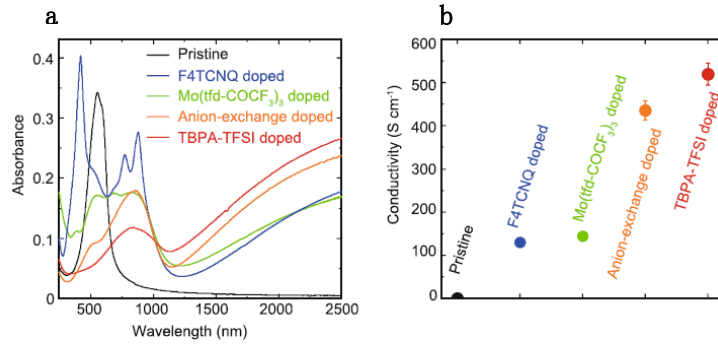 a
0.4
0.3
0.2
0.1
0
Absorbance
500
1000
1500
2000
2500
Wavelength (nm)
Pristine
F4TCNQ doped
Mo(tfd-COCF₃)₃ doped
Anion-exchange doped
TBPA-TFSI doped
b
600
500
400
300
200
100
0
Conductivity (S cm⁻¹)
Pristine
F4TCNQ doped
Mo(tfd-COCF₃)₃ doped
Anion-exchange doped
TBPA-TFSI doped